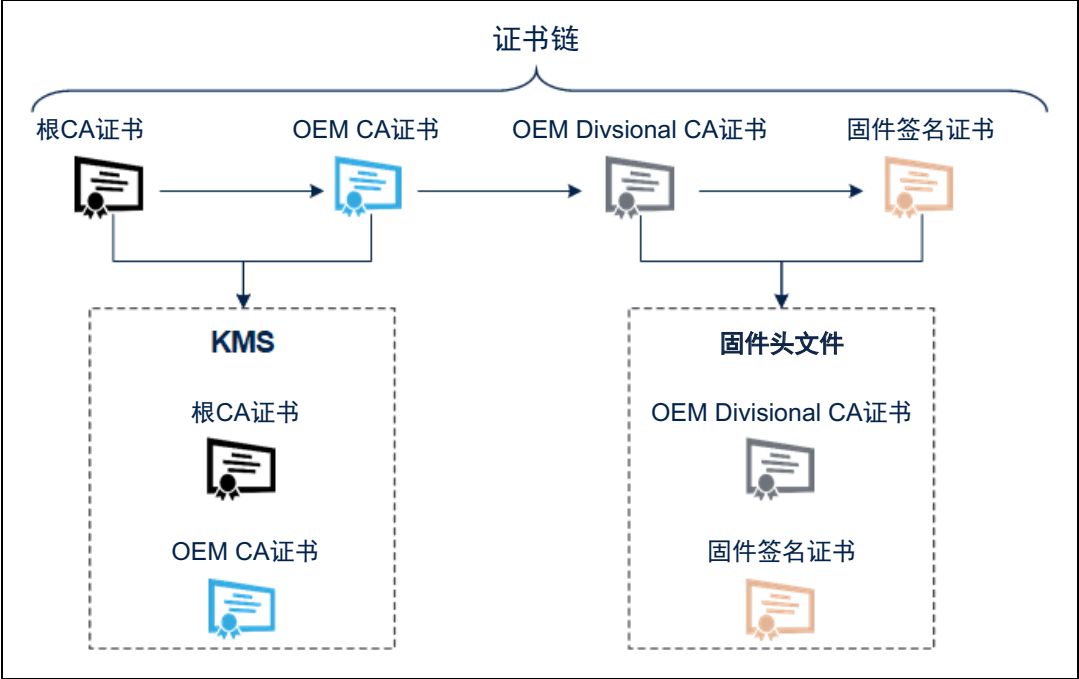 证书链
根CA证书
OEM CA证书
OEM Divsional CA证书
固件签名证书
KMS
根CA证书
OEM CA证书
固件头文件
OEM Divisional CA证书
固件签名证书